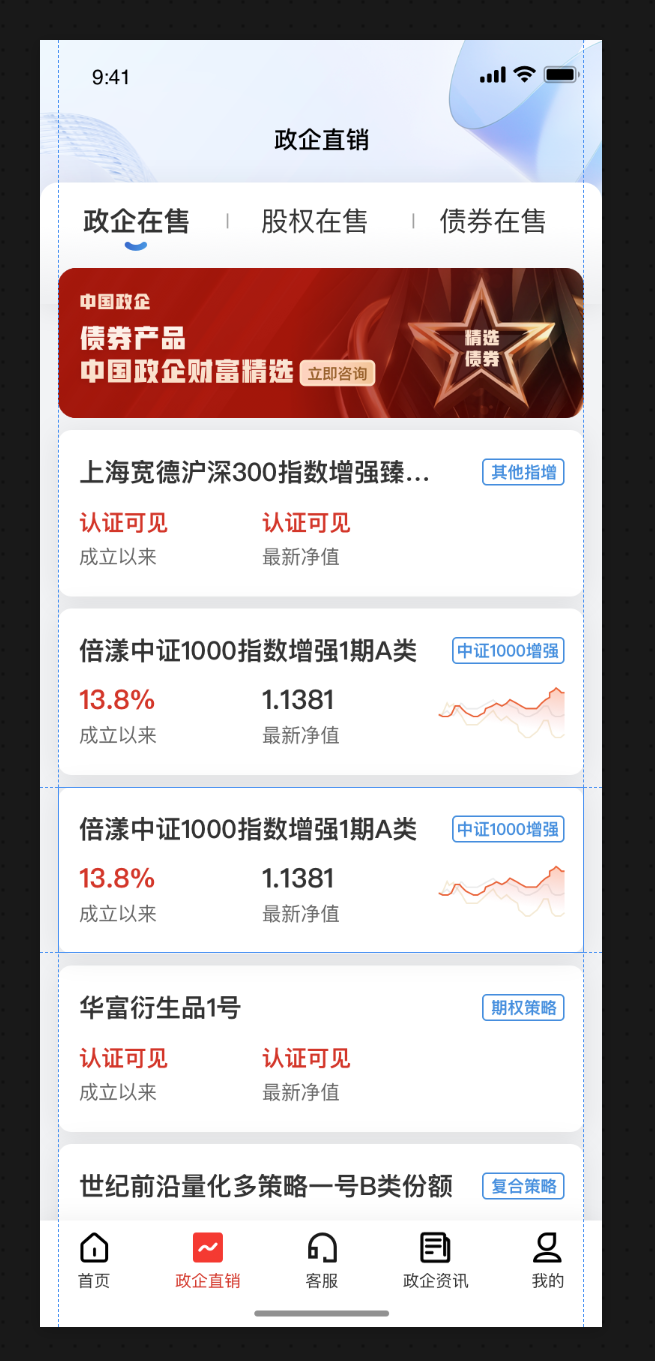 9:41
政企直销
政企在售
股权在售
债券在售
中国政企
债券产品
中国政企财富精选 立即咨询
精选
债券
上海宽德沪深300指数增强臻... 其他指增
认证可见 认证可见
成立以来 最新净值
倍漾中证1000指数增强1期A类 中证1000增强
13.8% 1.1381
成立以来 最新净值
倍漾中证1000指数增强1期A类 中证1000增强
13.8% 1.1381
成立以来 最新净值
华富衍生品1号 期权策略
认证可见 认证可见
成立以来 最新净值
世纪前沿量化多策略一号B类份额 复合策略
首页 政企直销 客服 政企资讯 我的